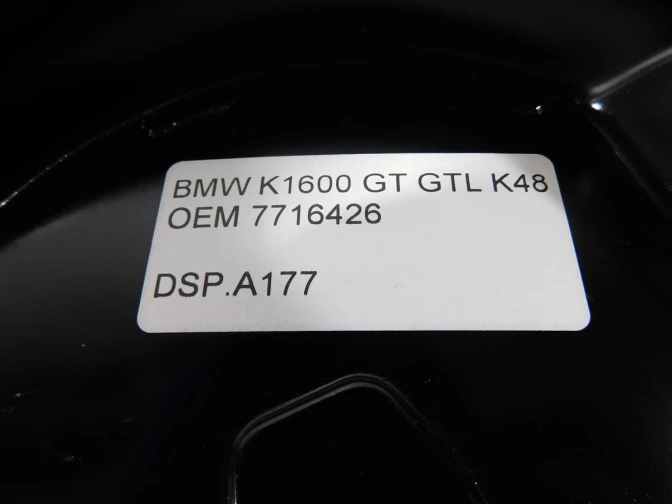 BMW K1600 GT GTL K48
OEM 7716426
DSP.A177